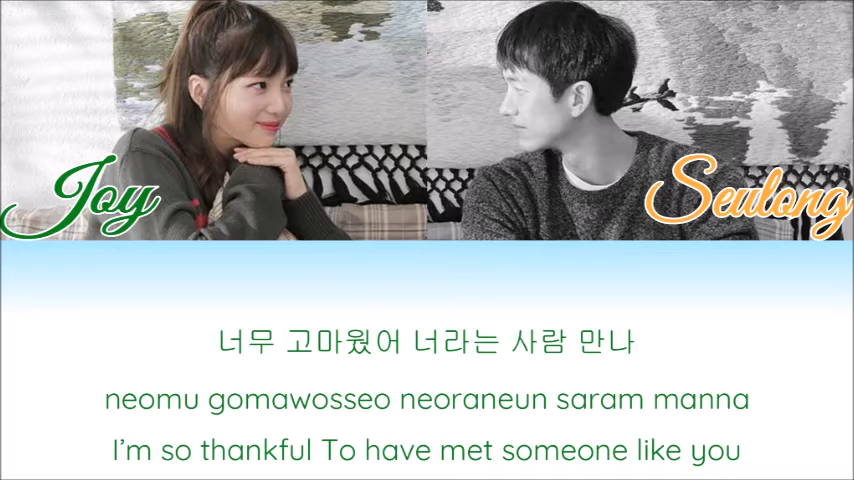 Joy
Seulong
너무 고마웠어 너라는 사람 만나
neomu gomawosseo neoraneun saram manna
I'm so thankful To have met someone like you